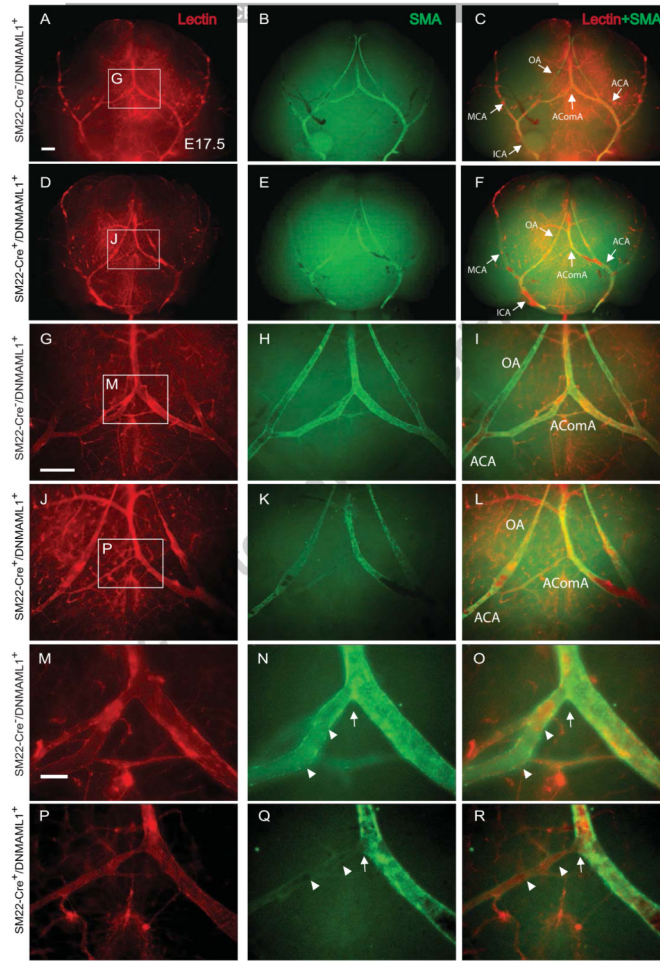 A Lectin
B SMA
C Lectin+SMA
SM22-Cre⁻/DNMAML1⁺
G
E17.5
OA
ACA
MCA
AComA
ICA
D
E
F
SM22-Cre⁺/DNMAML1⁺
J
OA
ACA
MCA
AComA
ICA
G
H
I
SM22-Cre⁻/DNMAML1⁺
M
OA
AComA
ACA
J
K
L
SM22-Cre⁺/DNMAML1⁺
P
OA
AComA
ACA
M
N
O
SM22-Cre⁻/DNMAML1⁺
P
Q
R
SM22-Cre⁺/DNMAML1⁺